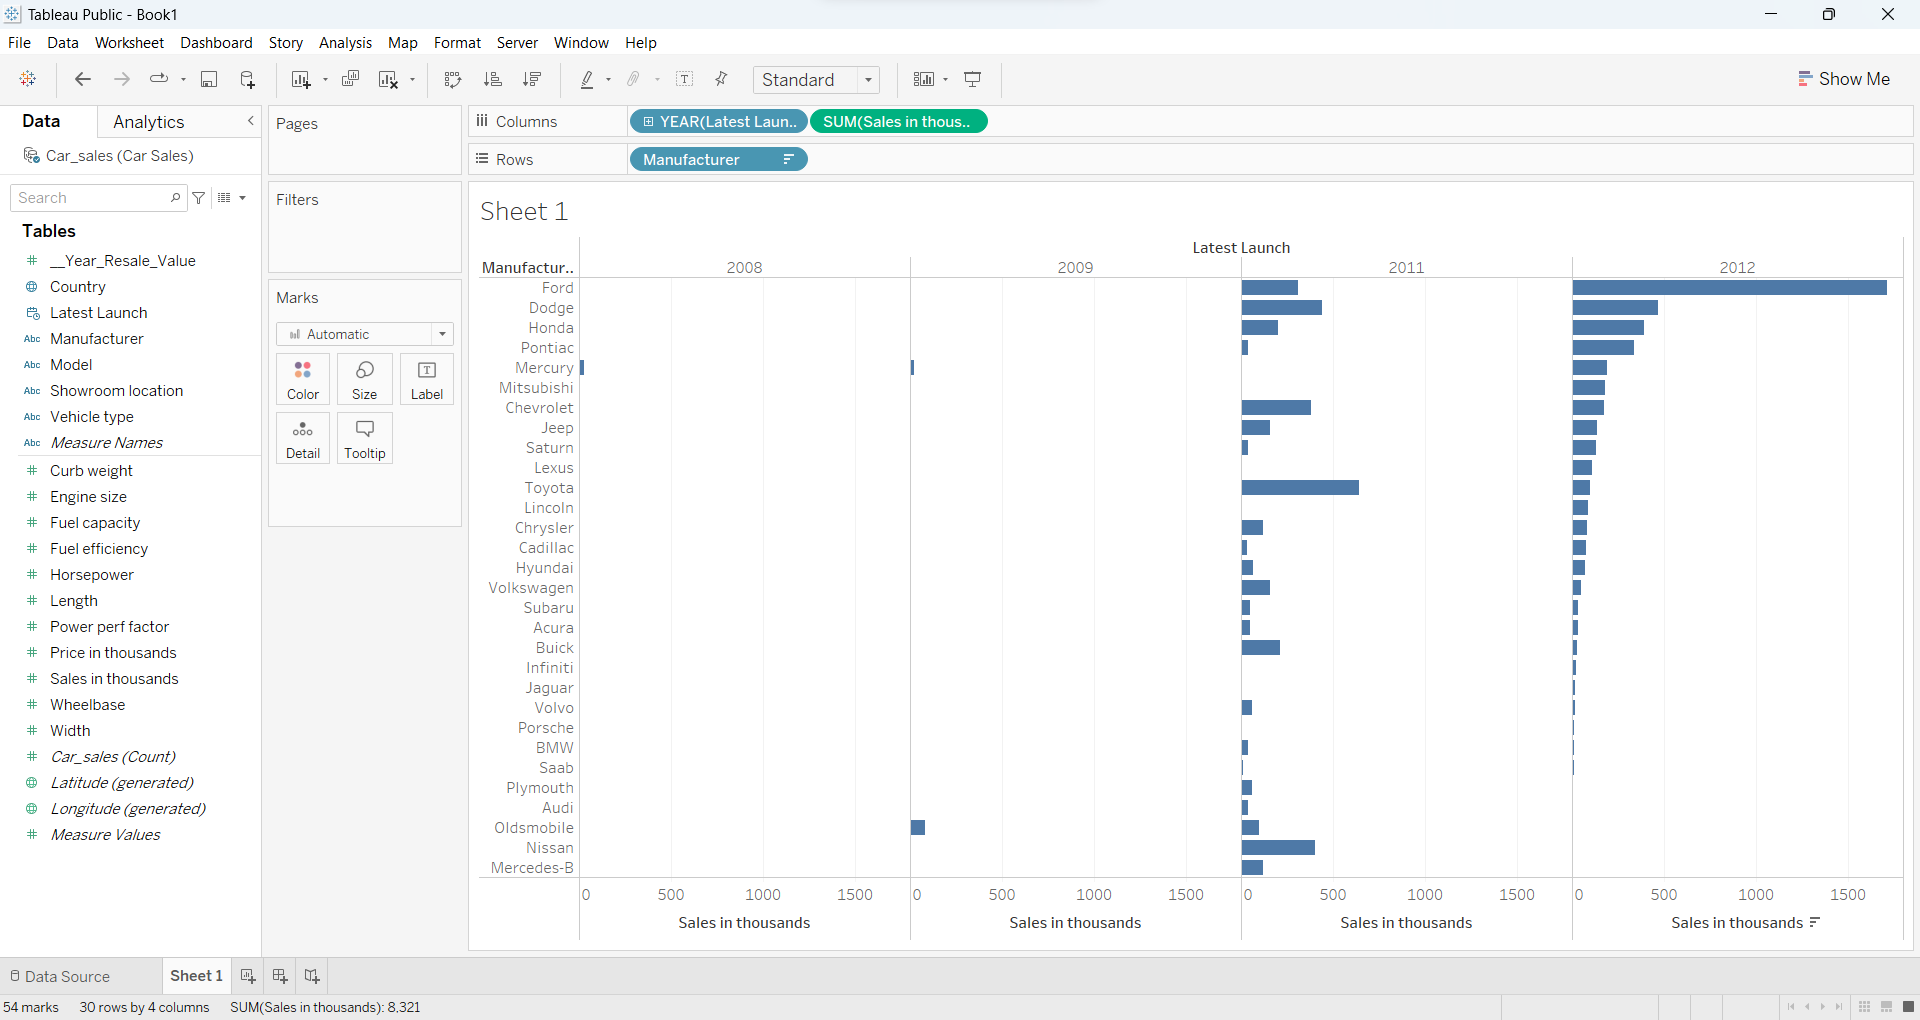 Tableau Public - Book1
File Data Worksheet Dashboard Story Analysis Map Format Server Window Help
Standard
Show Me
Data Analytics
Car_sales (Car Sales)
Search
Tables
__Year_Resale_Value
Country
Latest Launch
Abc Manufacturer
Abc Model
Abc Showroom location
Abc Vehicle type
Abc Measure Names
Curb weight
Engine size
Fuel capacity
Fuel efficiency
Horsepower
Length
Power perf factor
Price in thousands
Sales in thousands
Wheelbase
Width
Car_sales (Count)
Latitude (generated)
Longitude (generated)
Measure Values
Pages
Filters
Marks
Automatic
Color Size Label
Detail Tooltip
Columns YEAR(Latest Laun.. SUM(Sales in thous..
Rows Manufacturer
Sheet 1
Latest Launch
Manufactur.. 2008 2009 2011 2012
Ford
Dodge
Honda
Pontiac
Mercury
Mitsubishi
Chevrolet
Jeep
Saturn
Lexus
Toyota
Lincoln
Chrysler
Cadillac
Hyundai
Volkswagen
Subaru
Acura
Buick
Infiniti
Jaguar
Volvo
Porsche
BMW
Saab
Plymouth
Audi
Oldsmobile
Nissan
Mercedes-B
0 500 1000 1500 0 500 1000 1500 0 500 1000 1500 0 500 1000 1500
Sales in thousands Sales in thousands Sales in thousands Sales in thousands
Data Source Sheet 1
54 marks 30 rows by 4 columns SUM(Sales in thousands): 8,321